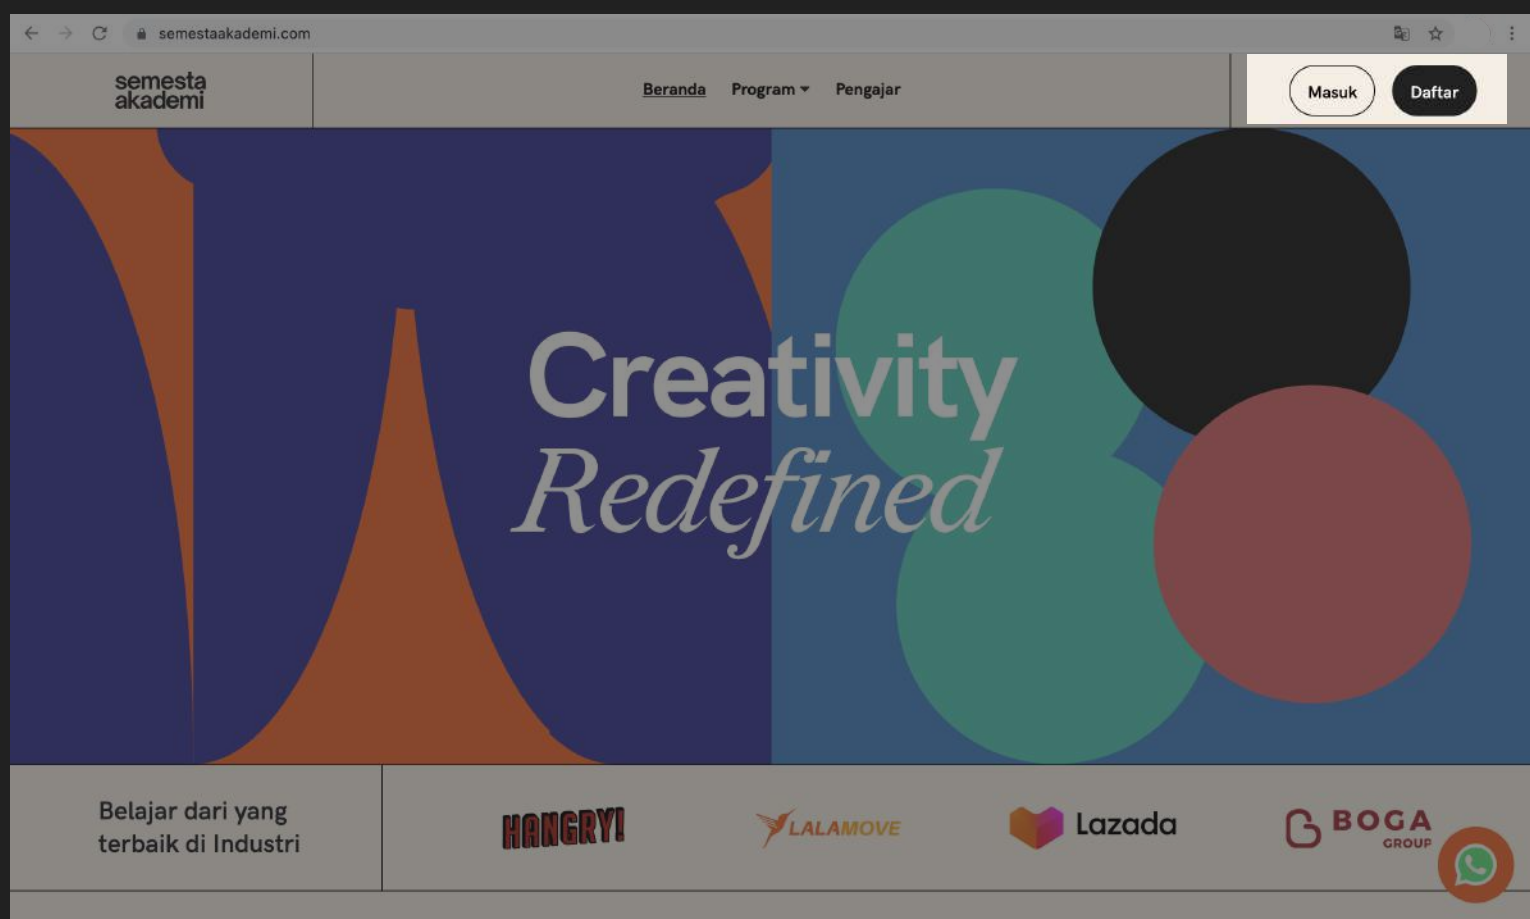 semestaakademi.com
semesta
akademi
Beranda Program Pengajar
Masuk Daftar
Creativity
Redefined
Belajar dari yang
terbaik di Industri
HANGRY!
LALAMOVE
Lazada
BOGA
GROUP